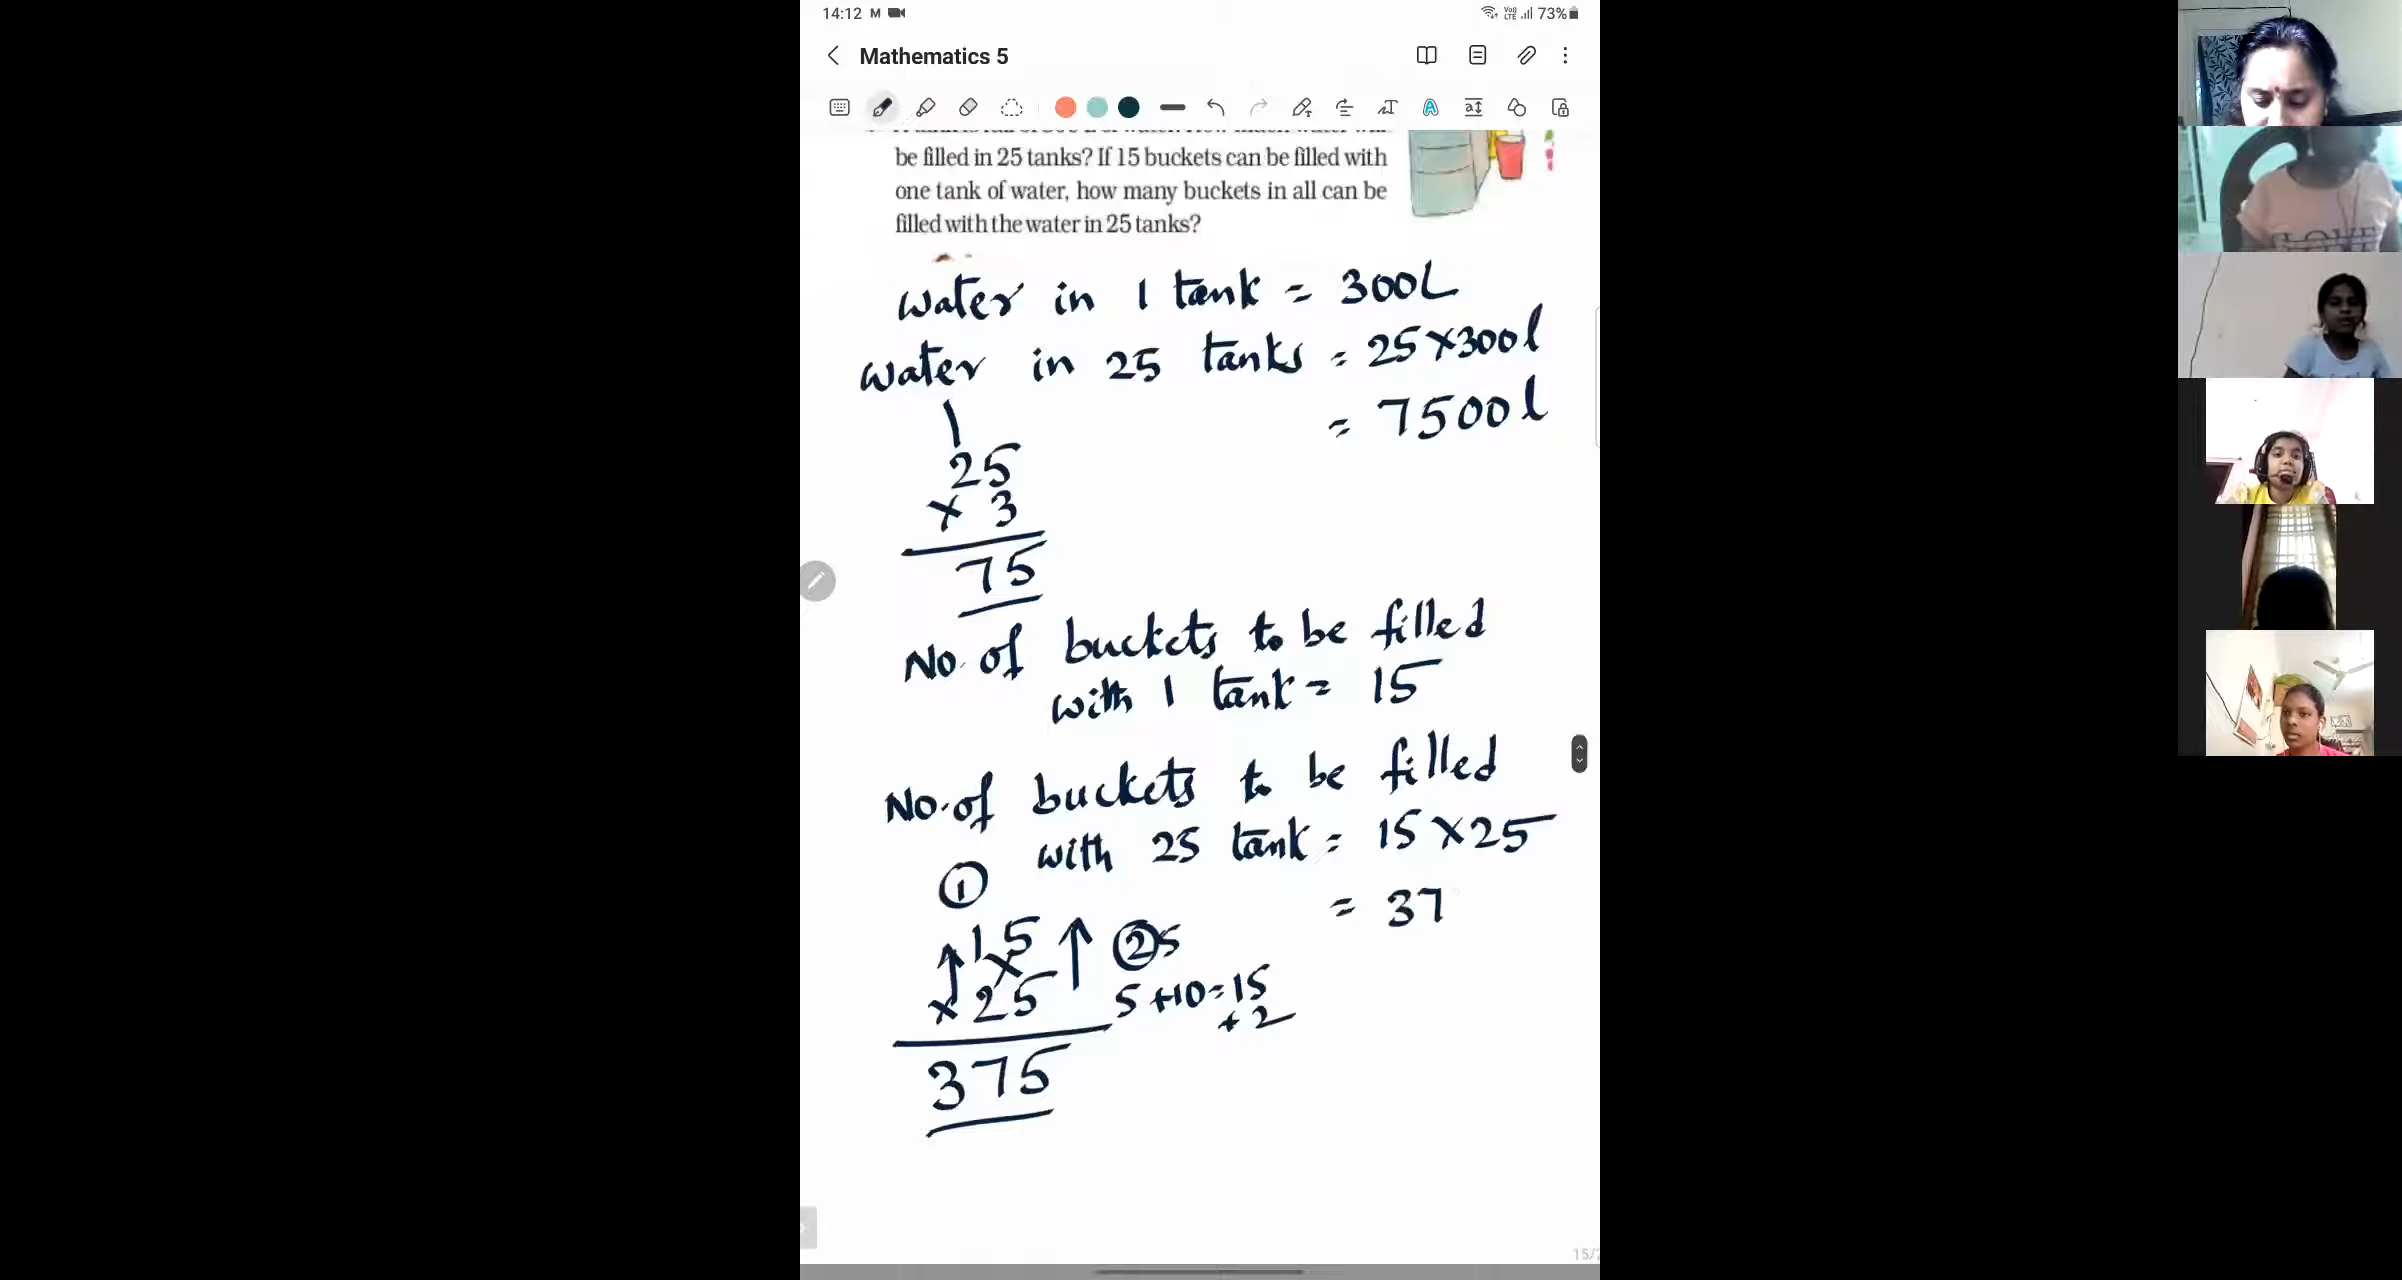 14:12 M
Vo)) LTE 73%
Mathematics 5
be filled in 25 tanks? If 15 buckets can be filled with
one tank of water, how many buckets in all can be
filled with the water in 25 tanks?
water in 1 tank = 300L
water in 25 tanks = 25×300l
= 7500l
1
25
× 3
75
No. of buckets to be filled
with 1 tank = 15
No. of buckets to be filled
with 25 tank = 15×25
= 37
1
15
25
×25
5+10=15
+2
375
15/